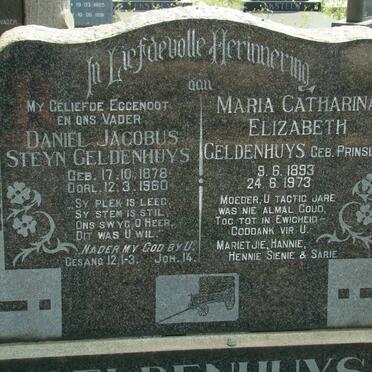 In Liefdevolle Herinnering
aan
My Geliefde Eggenoot
en ons Vader
Daniel Jacobus
Steyn Geldenhuys
Geb. 17.10.1878
Oorl. 12.3.1960
Sy plek is leeg,
Sy stem is stil,
Ons swyg, O Heer,
Dit was U wil.
Nader my God by U.
Gesang 12.1-3. Joh. 14.
Maria Catharina
Elizabeth
Geldenhuys Geb. Prinsl
9.6.1893
24.6.1973
Moeder, U tactig jare
was nie almal goud,
Tog tot in Ewigheid
Goddank vir U.
Marietjie, Hannie,
Hennie Sienie & Sarie